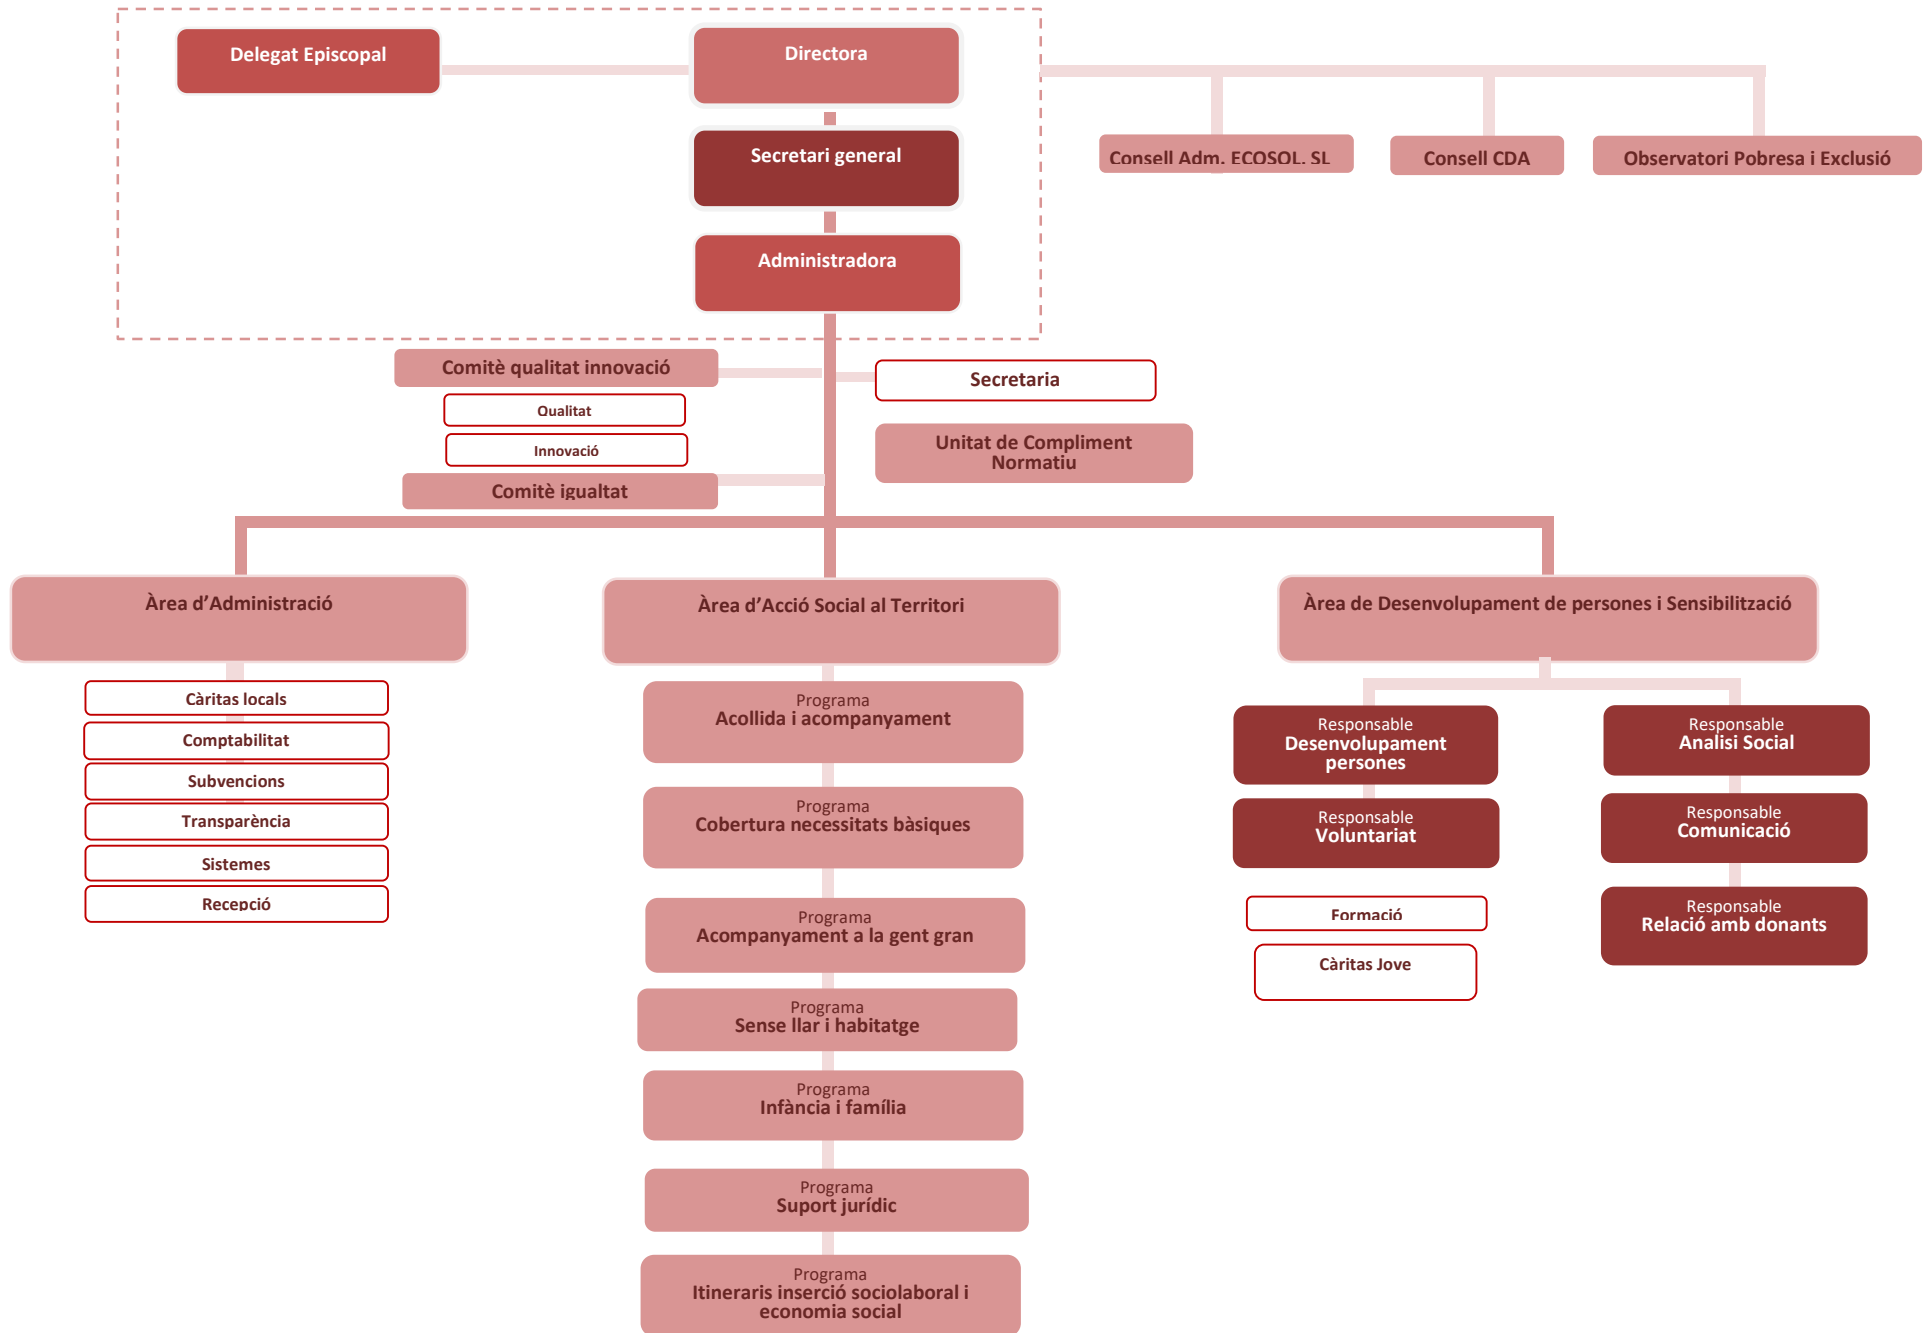 Delegat Episcopal
Directora
Secretari general
Administradora
Consell Adm. ECOSOL. SL
Consell CDA
Observatori Pobresa i Exclusió
Comitè qualitat innovació
Qualitat
Innovació
Comitè igualtat
Secretaria
Unitat de Compliment
Normatiu
Àrea d’Administració
Càritas locals
Comptabilitat
Subvencions
Transparència
Sistemes
Recepció
Àrea d’Acció Social al Territori
Programa
Acollida i acompanyament
Programa
Cobertura necessitats bàsiques
Programa
Acompanyament a la gent gran
Programa
Sense llar i habitatge
Programa
Infància i família
Programa
Suport jurídic
Programa
Itineraris inserció sociolaboral i
economia social
Àrea de Desenvolupament de persones i Sensibilització
Responsable
Desenvolupament
persones
Responsable
Voluntariat
Formació
Càritas Jove
Responsable
Analisi Social
Responsable
Comunicació
Responsable
Relació amb donants